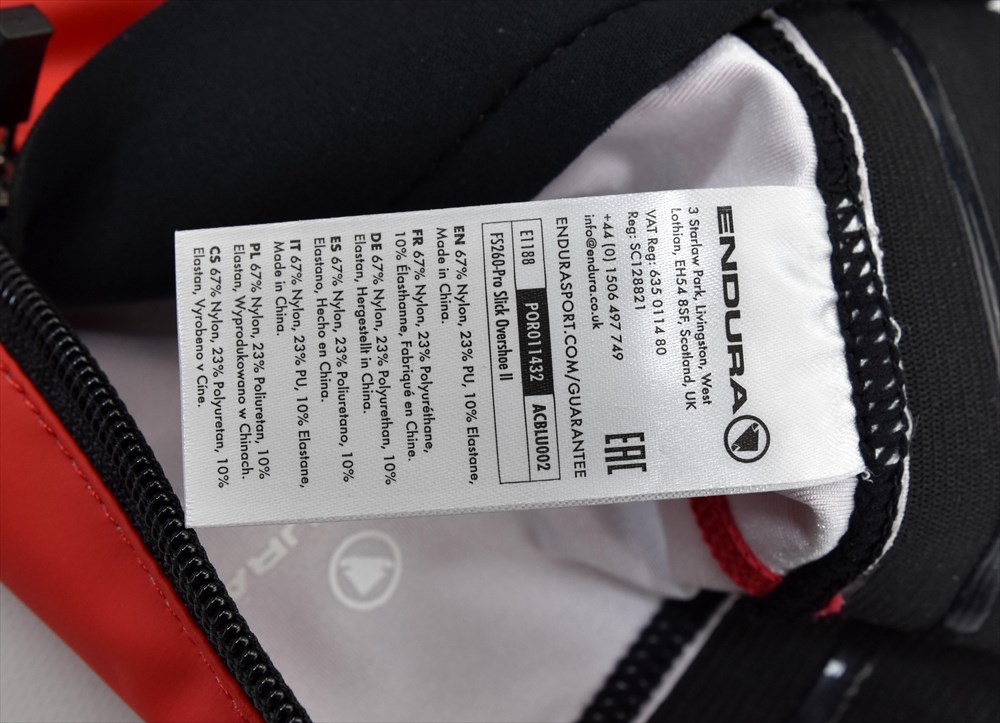 ENDURA
3 Starlaw Park, Livingston, West
Lothian, EH54 8SF, Scotland, UK
VAT Reg: 635 0114 80
Reg: SC128821
+44 [0] 1506 497 749
info@endura.co.uk
EAC
ENDURASPORT.COM/GUARANTEE
E1188 POR011432 ACBLU002
FS260-Pro Slick Overshoe II
EN 67% Nylon, 23% PU, 10% Elastane,
Made in China.
FR 67% Nylon, 23% Polyuréthane,
10% Élasthanne, Fabriqué en Chine.
DE 67% Nylon, 23% Polyurethan, 10%
Elastan, Hergestellt in China.
ES 67% Nylon, 23% Poliuretano, 10%
Elastano, Hecho en China.
IT 67% Nylon, 23% PU, 10% Elastane,
Made in China.
PL 67% Nylon, 23% Poliuretan, 10%
Elastan, Wyprodukowano w Chinach.
CS 67% Nylon, 23% Polyuretan, 10%
Elastan, Vyrobeno v Cine.
URA